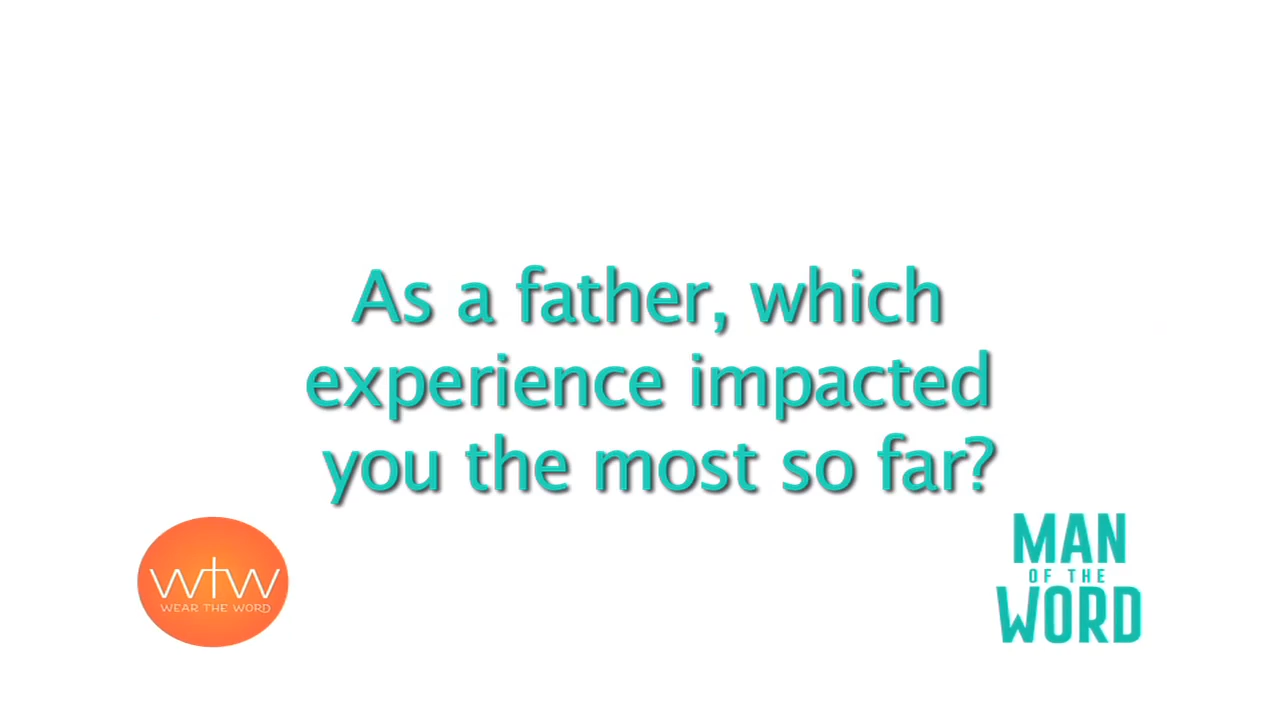 As a father, which
experience impacted
you the most so far?
wtw
WEAR THE WORD
MAN
OF THE
WORD